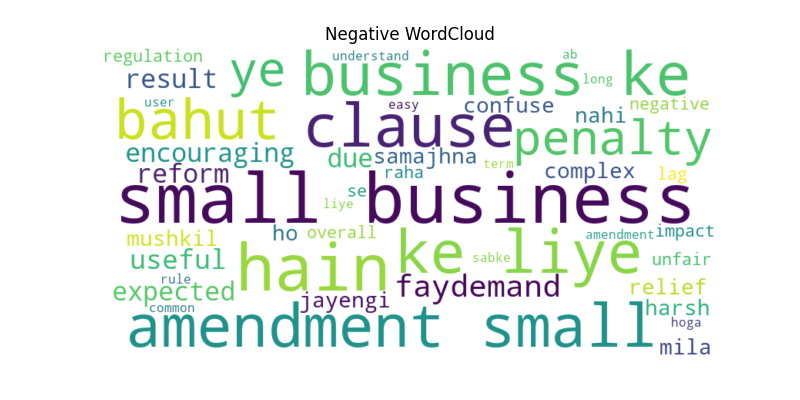 Negative WordCloud
regulation understand ab
result ye business ke long
user easy confuse nahi negative
bahut clause penalty
encouraging due samajhna term
reform raha complex lag
small business se
liye
mushkil ho overall amendment impact
useful hain ke liye sabke unfair
rule faydemand relief
expected jayengi harsh
common amendment small hoga
mila